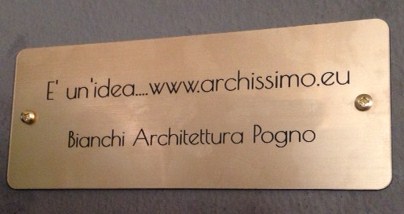 E' un'idea....www.archissimo.eu
Bianchi Architettura Pogno